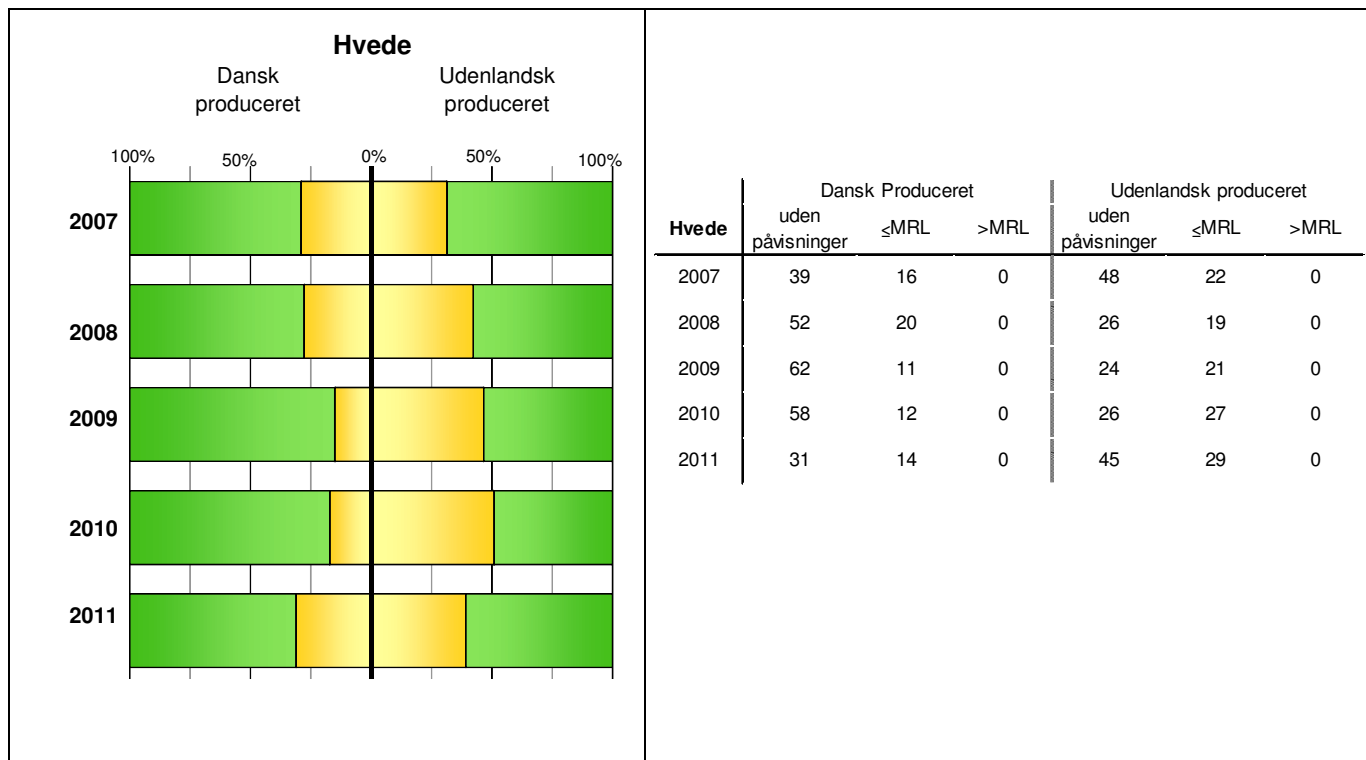 Hvede
Dansk produceret
Udenlandsk produceret
100% 50% 0% 50% 100%
2007
2008
2009
2010
2011
Dansk Produceret Udenlandsk produceret
Hvede uden påvisninger ≤MRL >MRL uden påvisninger ≤MRL >MRL
2007 39 16 0 48 22 0
2008 52 20 0 26 19 0
2009 62 11 0 24 21 0
2010 58 12 0 26 27 0
2011 31 14 0 45 29 0